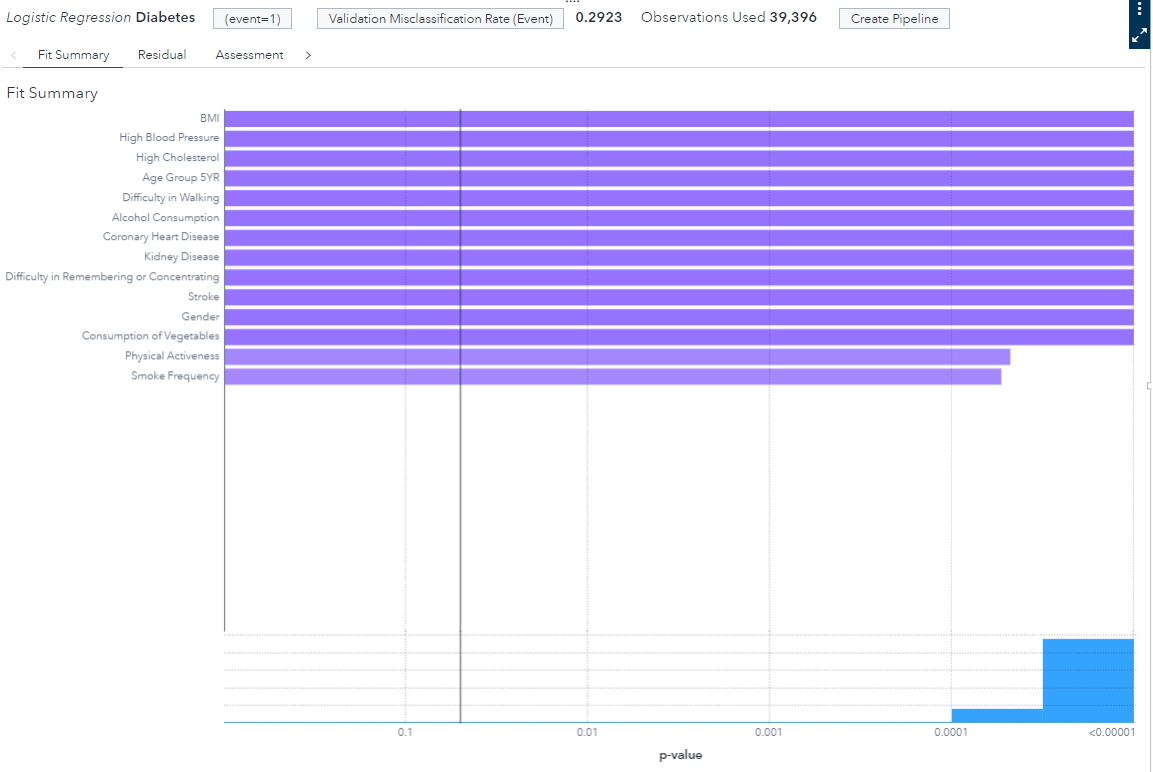 Logistic Regression Diabetes (event=1) Validation Misclassification Rate (Event) 0.2923 Observations Used 39,396 Create Pipeline
Fit Summary Residual Assessment
Fit Summary
BMI
High Blood Pressure
High Cholesterol
Age Group 5YR
Difficulty in Walking
Alcohol Consumption
Coronary Heart Disease
Kidney Disease
Difficulty in Remembering or Concentrating
Stroke
Gender
Consumption of Vegetables
Physical Activeness
Smoke Frequency
0.1 0.01 0.001 0.0001 <0.00001
p-value